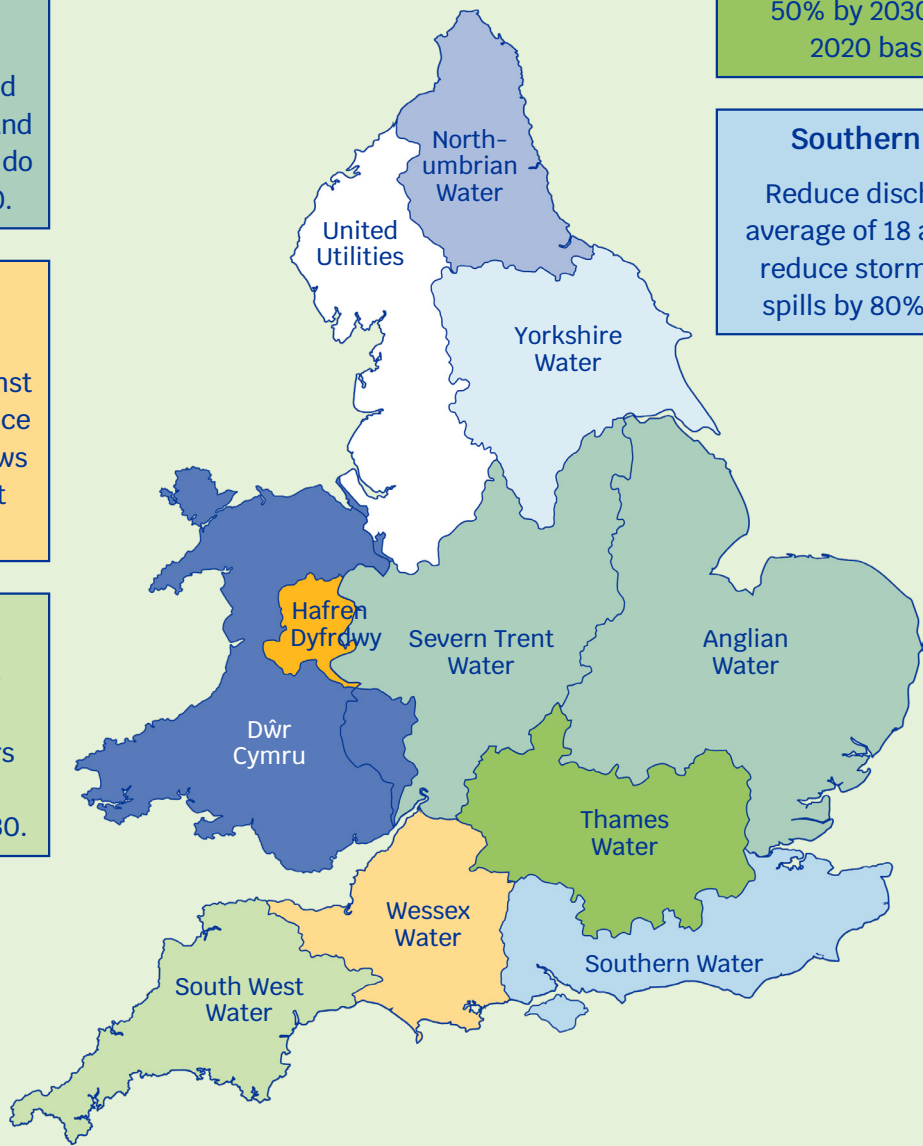 d
nd
do
0.
nst
ce
ws
t
rs
30.
50% by 2030
2020 bas
Southern
Reduce disch
average of 18 a
reduce storm
spills by 80%
North-
umbrian
Water
United
Utilities
Yorkshire
Water
Hafren
Dyfrdwy
Severn Trent
Water
Anglian
Water
Dŵr
Cymru
Thames
Water
Wessex
Water
Southern Water
South West
Water